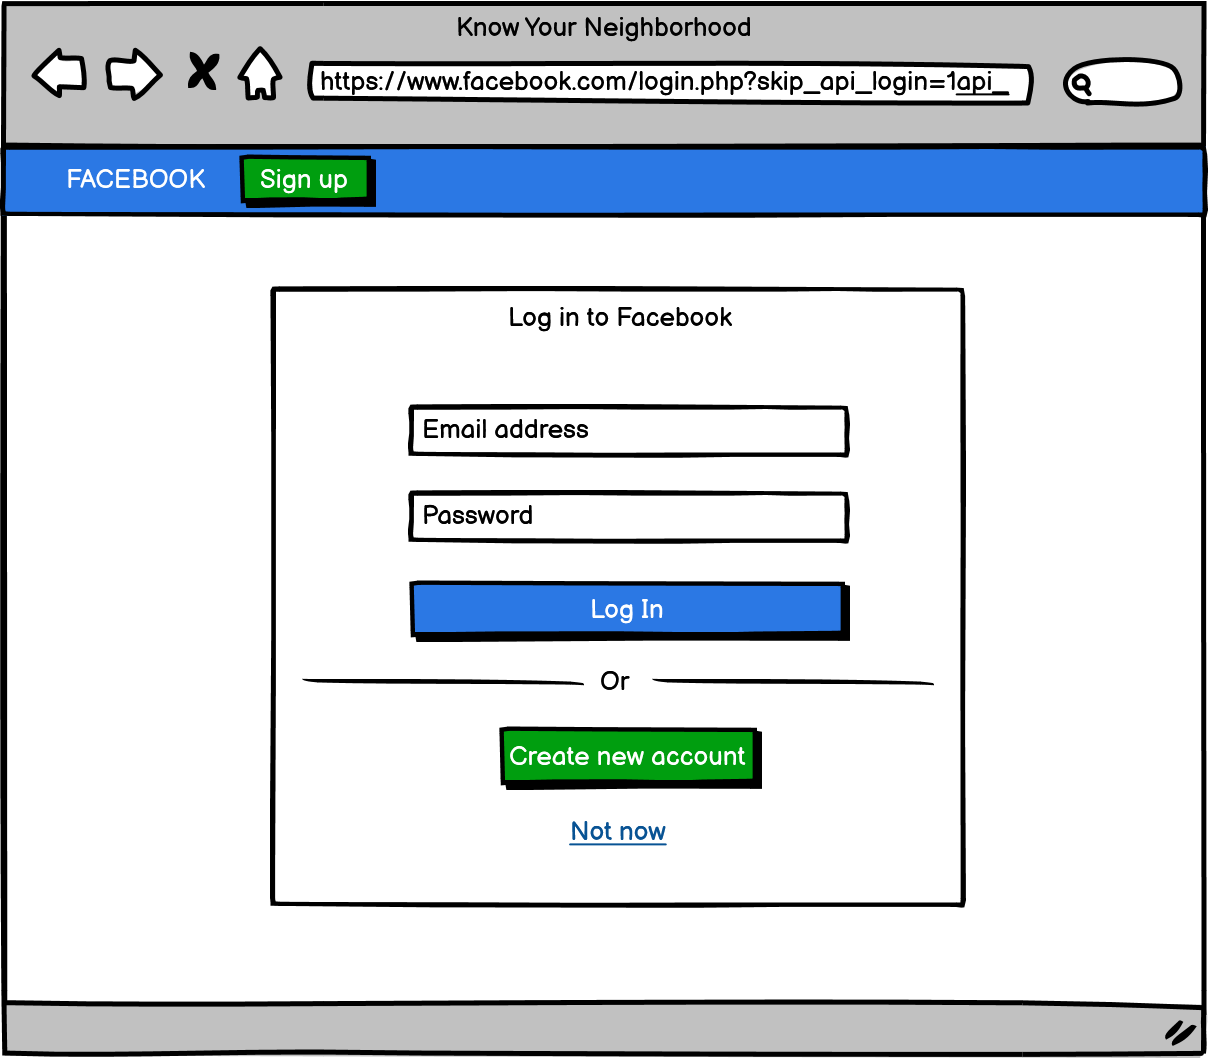 Know Your Neighborhood
https://www.facebook.com/login.php?skip_api_login=1api_
FACEBOOK
Sign up
Log in to Facebook
Email address
Password
Log In
Or
Create new account
Not now